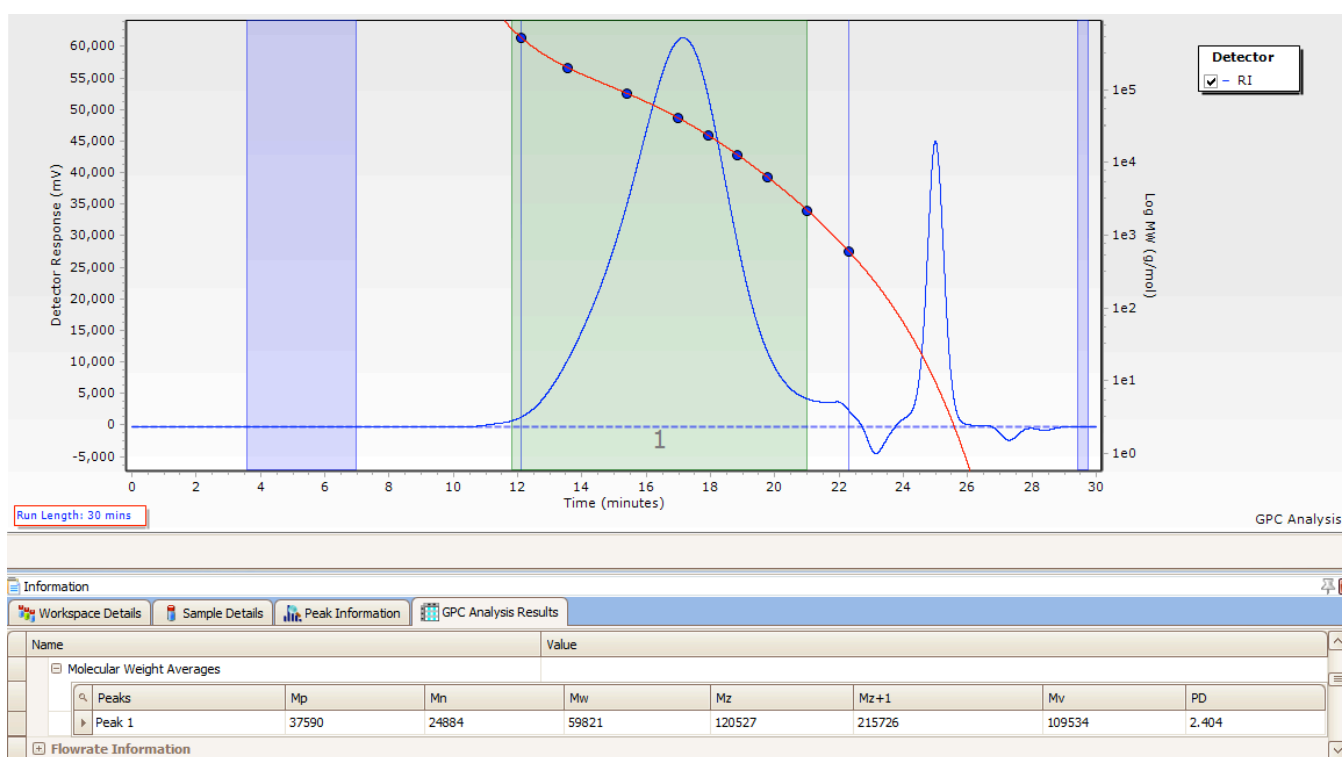 60,000
55,000
50,000
45,000
40,000
35,000
30,000
25,000
20,000
15,000
10,000
5,000
0
-5,000
Detector Response (mV)
0 2 4 6 8 10 12 14 16 18 20 22 24 26 28 30
Time (minutes)
1
1e5
1e4
1e3
1e2
1e1
1e0
Log MW (g/mol)
Detector
RI
Run Length: 30 mins
GPC Analysis
Information
Workspace Details Sample Details Peak Information GPC Analysis Results
Name Value
Molecular Weight Averages
Peaks Mp Mn Mw Mz Mz+1 Mv PD
Peak 1 37590 24884 59821 120527 215726 109534 2.404
Flowrate Information